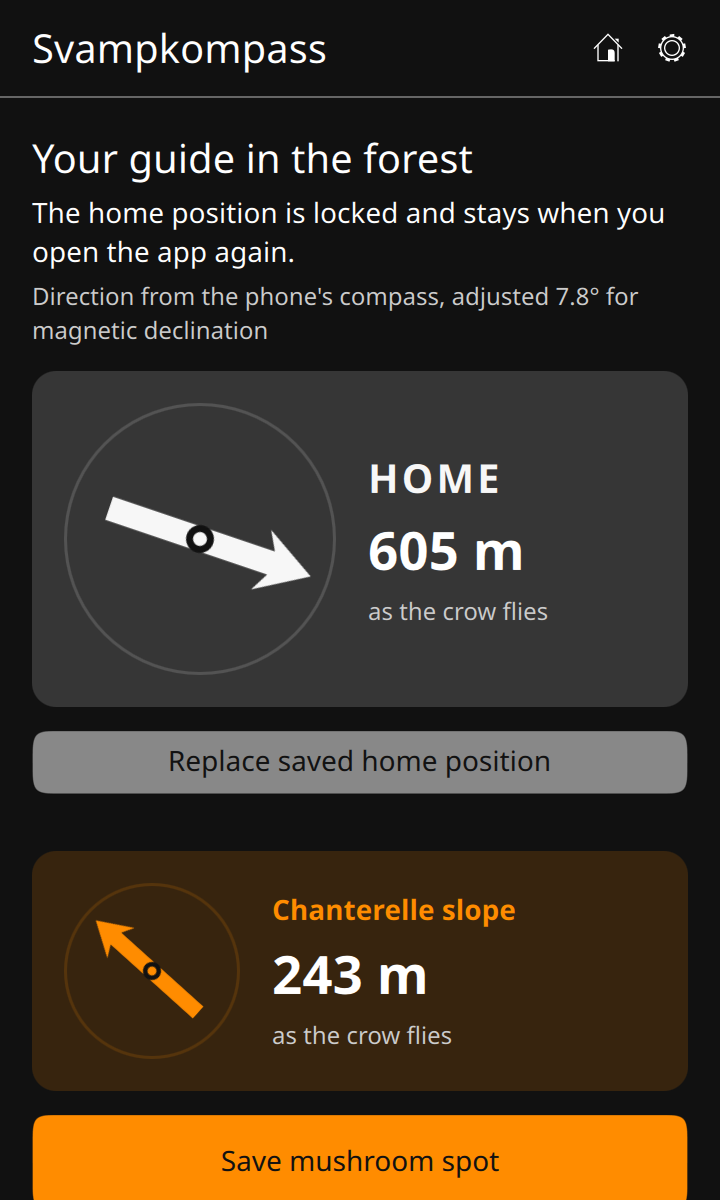 Svampkompass
Your guide in the forest
The home position is locked and stays when you
open the app again.
Direction from the phone's compass, adjusted 7.8° for
magnetic declination
HOME
605 m
as the crow flies
Replace saved home position
Chanterelle slope
243 m
as the crow flies
Save mushroom spot